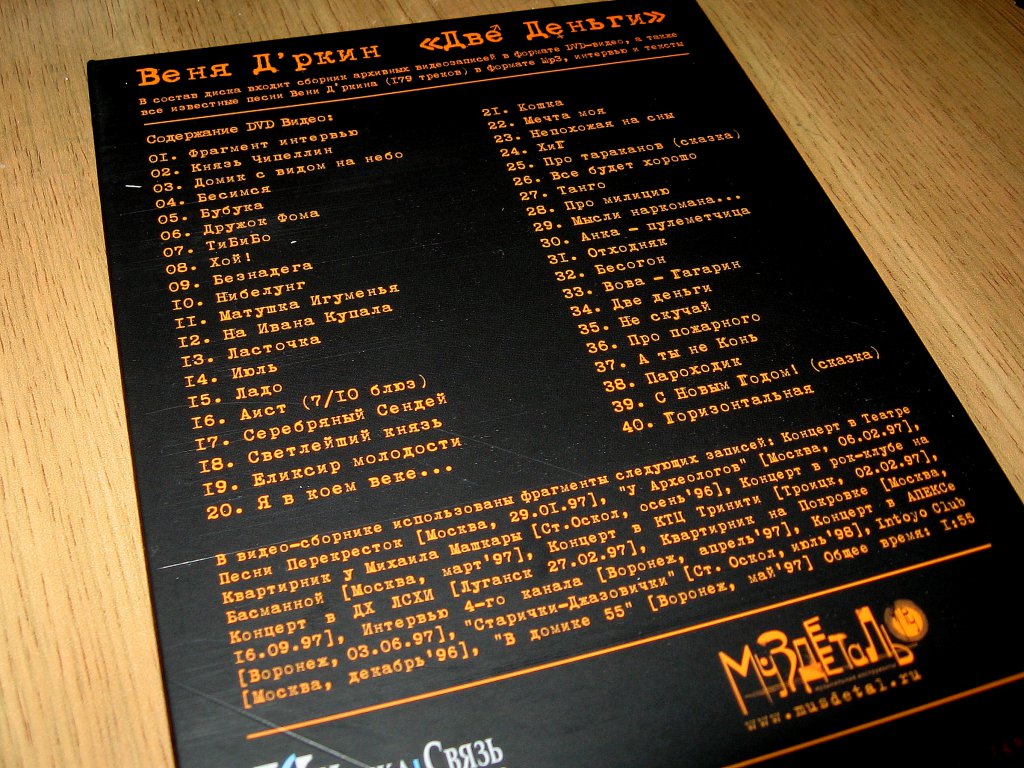 Веня Д'ркин «Две Деньги»
В состав диска входит сборник архивных видеозаписей в формате DVD-видео, а также
все известные песни Вени Д'ркина (179 треков) в формате Mp3, интервью и тексты
Содержание DVD Видео:
01. Фрагмент интервью
02. Князь Чипеллин
03. Домик с видом на небо
04. Бесимся
05. Бубука
06. Дружок Фома
07. ТиБиБо
08. Хой!
09. Безнадега
10. Нибелунг
11. Матушка Игуменья
12. На Ивана Купала
13. Ласточка
14. Июль
15. Ладо
16. Аист (7/10 блюз)
17. Серебряный Сендей
18. Светлейший князь
19. Еликсир молодости
20. Я в коем веке...
21. Кошка
22. Мечта моя
23. Непохожая на сны
24. ХиГ
25. Про тараканов (сказка)
26. Все будет хорошо
27. Танго
28. Про милицию
29. Мысли наркомана...
30. Анка - пулеметчица
31. Отходняк
32. Бесогон
33. Вова - Гагарин
34. Две деньги
35. Не скучай
36. Про пожарного
37. А ты не Конь
38. Пароходик
39. С Новым Годом! (сказка)
40. Горизонтальная
В видео-сборнике использованы фрагменты следующих записей: Концерт в Театре
Песни Перекресток [Москва, 29.01.97], "у Археологов" [Москва, 06.02.97],
Квартирник у Михаила Машкары [Ст.Оскол, осень'96], Концерт в рок-клубе на
Басманной [Москва, март'97], Концерт в КТЦ Тринити [Троицк, 02.02.97],
Концерт в ДХ ЛСХИ [Луганск 27.02.97], Квартирник на Покровке [Москва,
16.09.97], Интервью 4-го канала [Воронеж, апрель'97], Концерт в АПЕКСе
[Воронеж, 03.06.97], "Старички-Джазовички" [Ст. Оскол, июль'98], Intoyo Club
[Москва, декабрь'96], "В домике 55" [Воронеж, май'97] Общее время: 1:55
МузДеталь
www.musdetal.ru
Связь